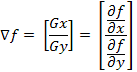 ∇f = [Gx/Gy] = [∂f/∂x / ∂f/∂y]